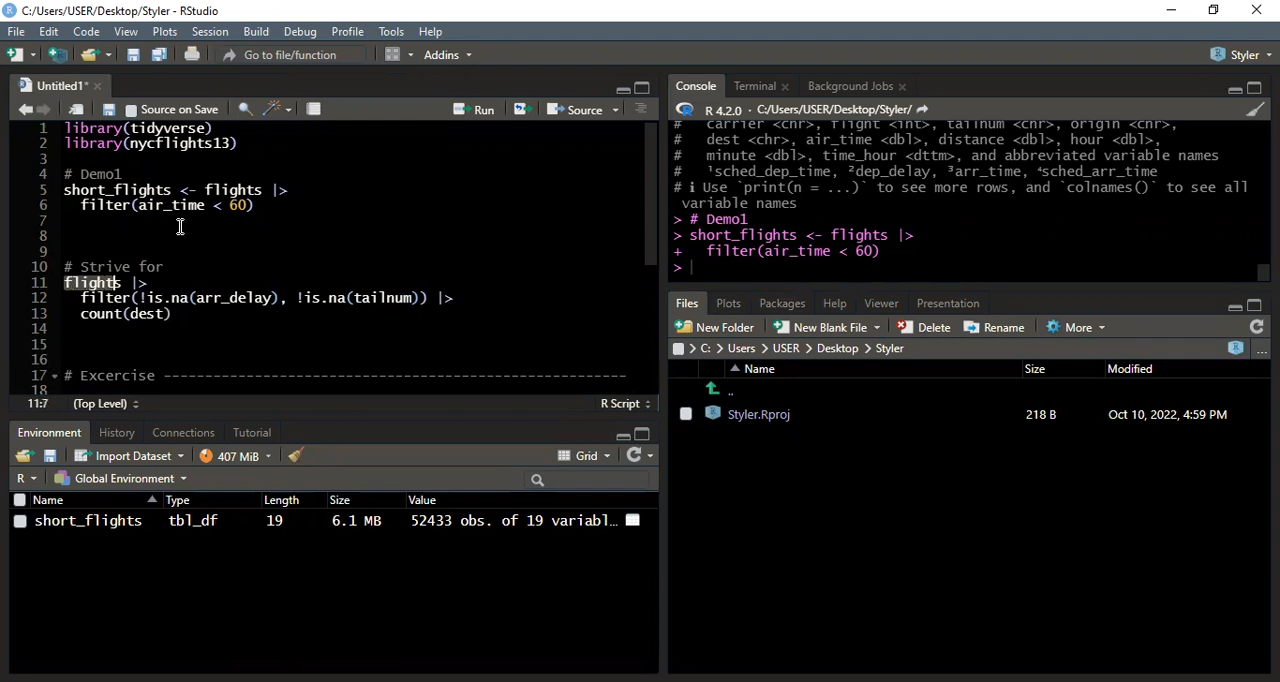 C:/Users/USER/Desktop/Styler - RStudio
File Edit Code View Plots Session Build Debug Profile Tools Help
Go to file/function Addins Styler
Untitled1* ×
Source on Save Run Source
1 library(tidyverse)
2 library(nycflights13)
3
4 # Demo1
5 short_flights <- flights |>
6   filter(air_time < 60)
7
8
9
10 # Strive for
11 flights |>
12   filter(!is.na(arr_delay), !is.na(tailnum)) |>
13   count(dest)
14
15
16
17 # Excercise ----------------------------------------------------------
18
11:7 (Top Level) R Script
Environment History Connections Tutorial
Import Dataset 407 MiB Grid
R Global Environment
Name Type Length Size Value
short_flights tbl_df 19 6.1 MB 52433 obs. of 19 variabl…
Console Terminal × Background Jobs ×
R 4.2.0 · C:/Users/USER/Desktop/Styler/
#   carrier <chr>, flight <int>, tailnum <chr>, origin <chr>,
#   dest <chr>, air_time <dbl>, distance <dbl>, hour <dbl>,
#   minute <dbl>, time_hour <dttm>, and abbreviated variable names
#   ¹sched_dep_time, ²dep_delay, ³arr_time, ⁴sched_arr_time
# ℹ Use `print(n = ...)` to see more rows, and `colnames()` to see all
variable names
> # Demo1
> short_flights <- flights |>
+   filter(air_time < 60)
>
Files Plots Packages Help Viewer Presentation
New Folder New Blank File Delete Rename More
C: > Users > USER > Desktop > Styler ...
Name Size Modified
..
Styler.Rproj 218 B Oct 10, 2022, 4:59 PM